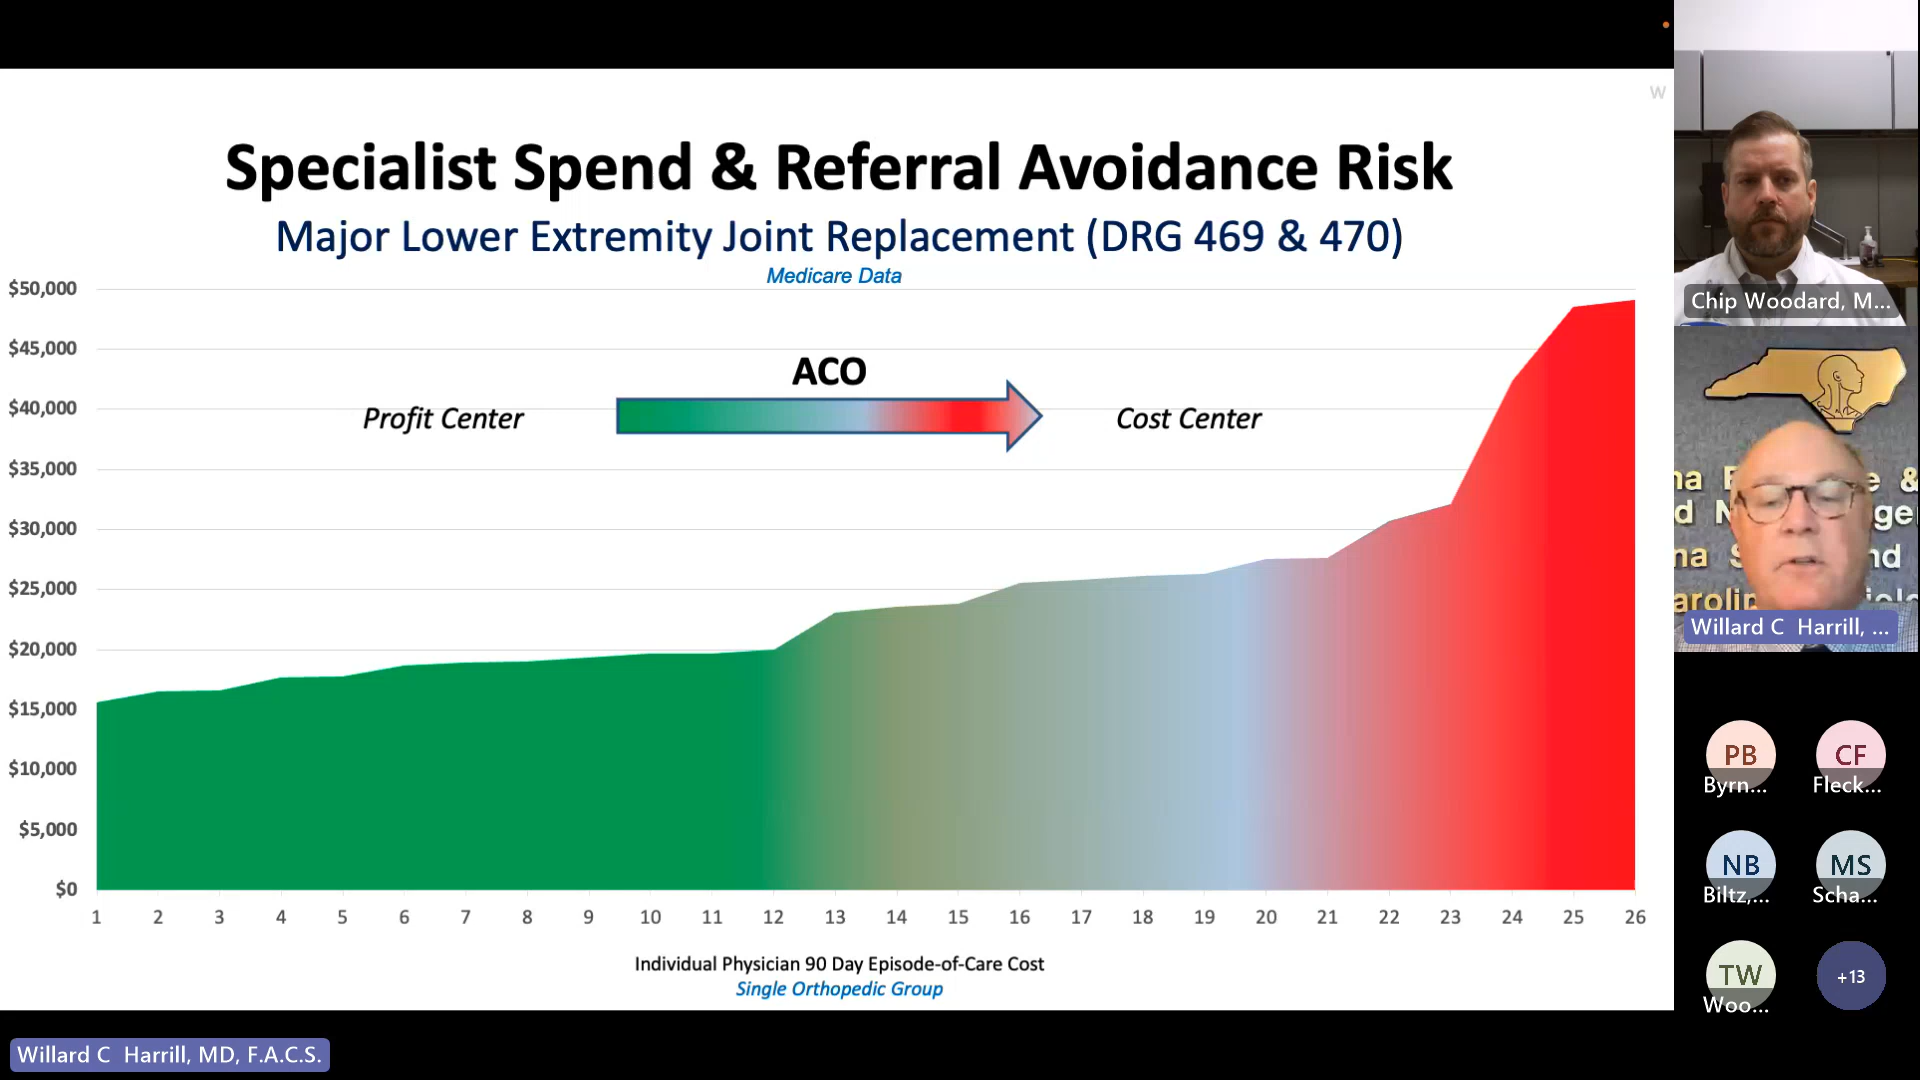 W
Specialist Spend & Referral Avoidance Risk
Major Lower Extremity Joint Replacement (DRG 469 & 470)
Medicare Data
$50,000
$45,000
$40,000
$35,000
$30,000
$25,000
$20,000
$15,000
$10,000
$5,000
$0
ACO
Profit Center
Cost Center
1 2 3 4 5 6 7 8 9 10 11 12 13 14 15 16 17 18 19 20 21 22 23 24 25 26
Individual Physician 90 Day Episode-of-Care Cost
Single Orthopedic Group
Willard C Harrill, MD, F.A.C.S.
Chip Woodard, M...
Willard C Harrill, ...
PB CF
Byrn... Fleck...
NB MS
Biltz,... Scha...
TW +13
Woo...